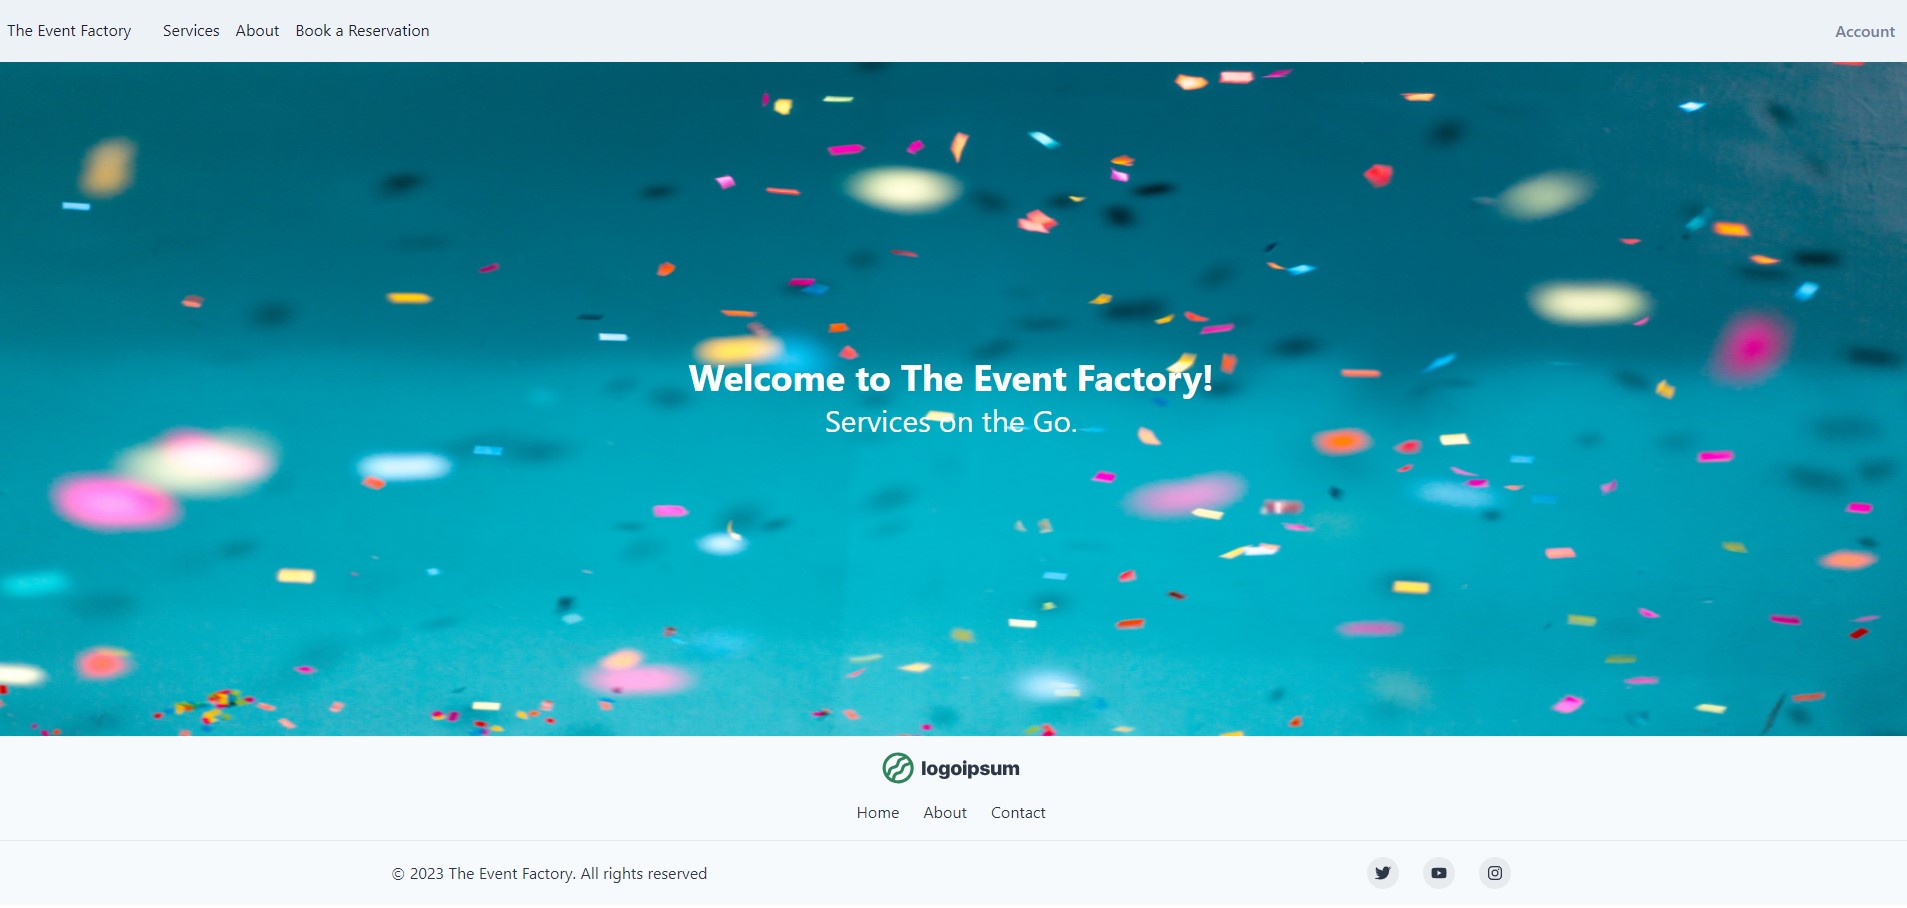 The Event Factory Services About Book a Reservation Account
Welcome to The Event Factory!
Services on the Go.
logoipsum
Home About Contact
© 2023 The Event Factory. All rights reserved